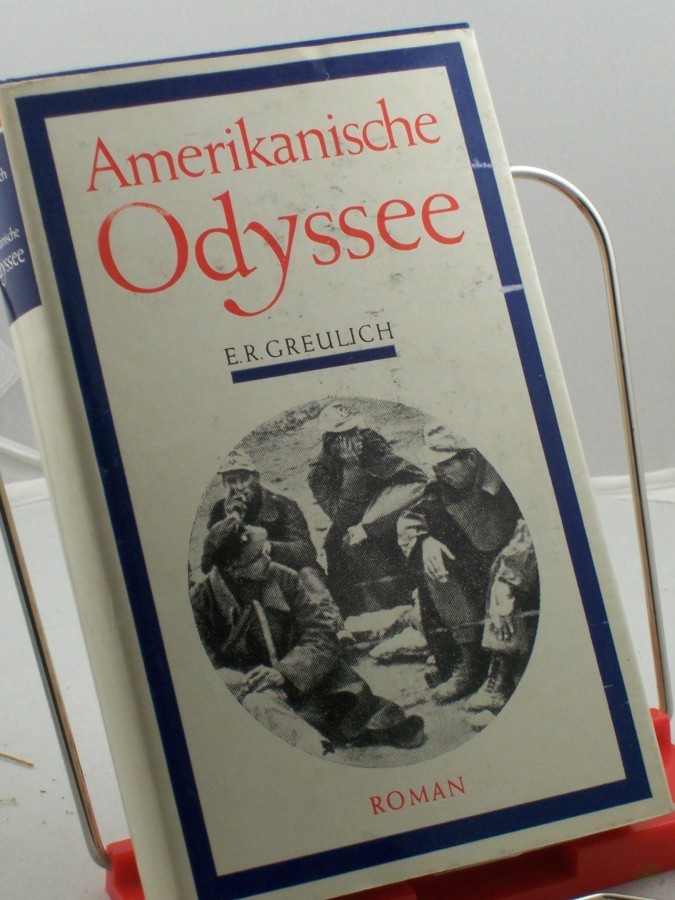 Amerikanische
Odyssee
E.R.GREULICH
ROMAN